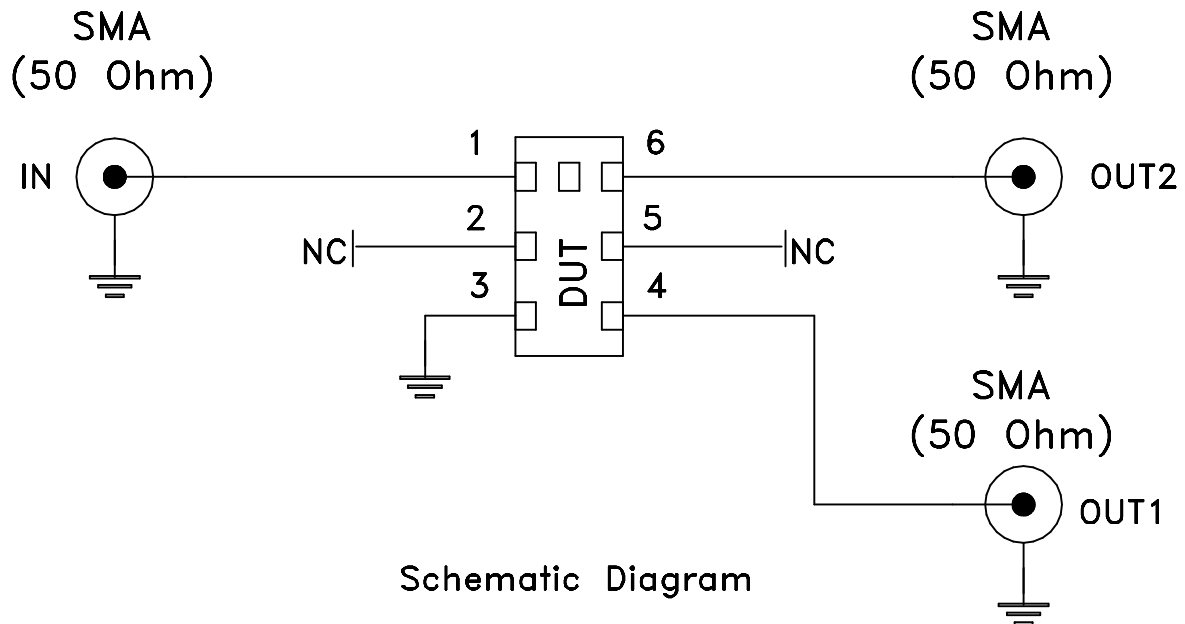 SMA
(50 Ohm)
SMA
(50 Ohm)
1
6
IN
OUT2
2
5
NC
DUT
NC
3
4
SMA
(50 Ohm)
OUT1
Schematic Diagram